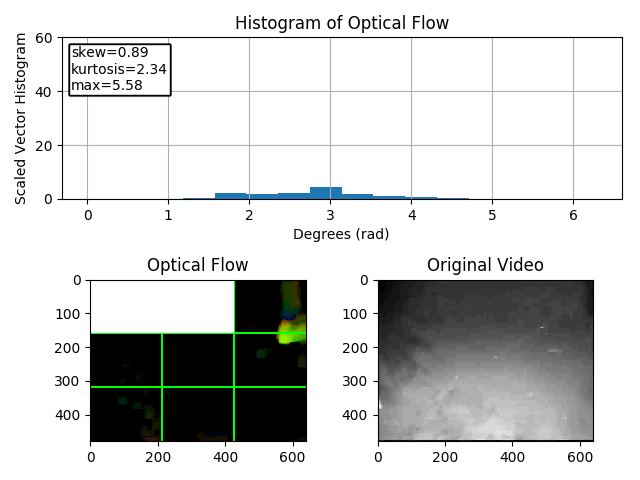 Histogram of Optical Flow
Scaled Vector Histogram
60
40
20
0
skew=0.89
kurtosis=2.34
max=5.58
0 1 2 3 4 5 6
Degrees (rad)
Optical Flow
0
100
200
300
400
0 200 400 600
Original Video
0
100
200
300
400
0 200 400 600